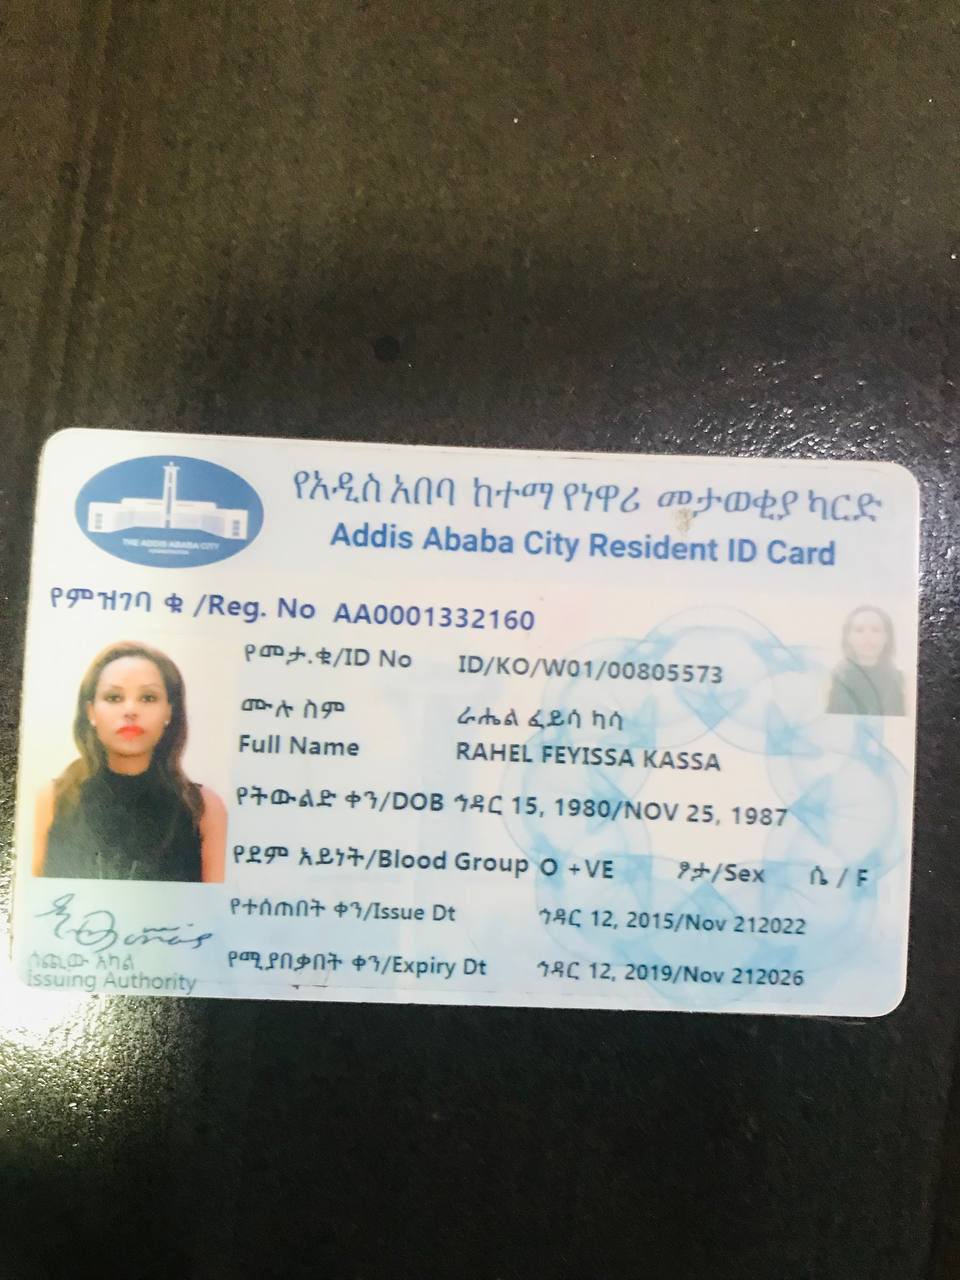 የአዲስ አበባ ከተማ የነዋሪ መታወቂያ ካርድ
Addis Ababa City Resident ID Card
THE ADDIS ABABA CITY
የምዝገባ ቁ /Reg. No AA0001332160
የመታ.ቁ/ID No ID/KO/W01/00805573
ሙሉ ስም ራሔል ፈይሳ ካሳ
Full Name RAHEL FEYISSA KASSA
የትውልድ ቀን/DOB ኅዳር 15, 1980/NOV 25, 1987
የደም አይነት/Blood Group O +VE ፆታ/Sex ሴ / F
የተሰጠበት ቀን/Issue Dt ኅዳር 12, 2015/Nov 212022
የሚያበቃበት ቀን/Expiry Dt ኅዳር 12, 2019/Nov 212026
ሰጪው አካል
Issuing Authority